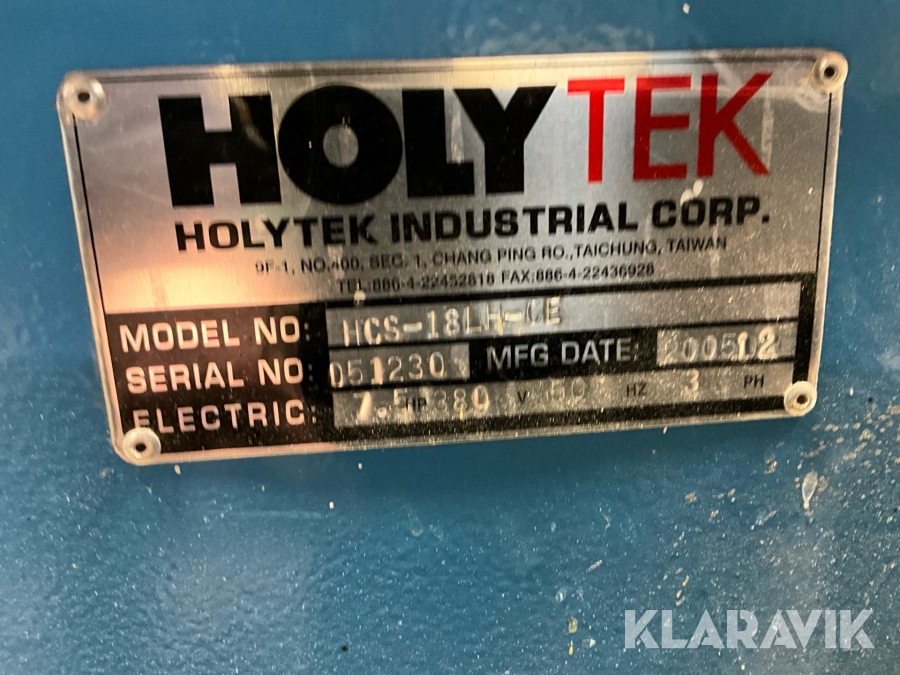 HOLYTEK
HOLYTEK INDUSTRIAL CORP.
9F-1, NO.400, SEC. 1, CHANG PING RO.,TAICHUNG, TAIWAN
TEL:886-4-22452818 FAX:886-4-22436928
MODEL NO: HCS-18LH-CE
SERIAL NO: 051230 MFG DATE: 200512
ELECTRIC: 7.5 HP 380 V 50 HZ 3 PH
KLARAVIK